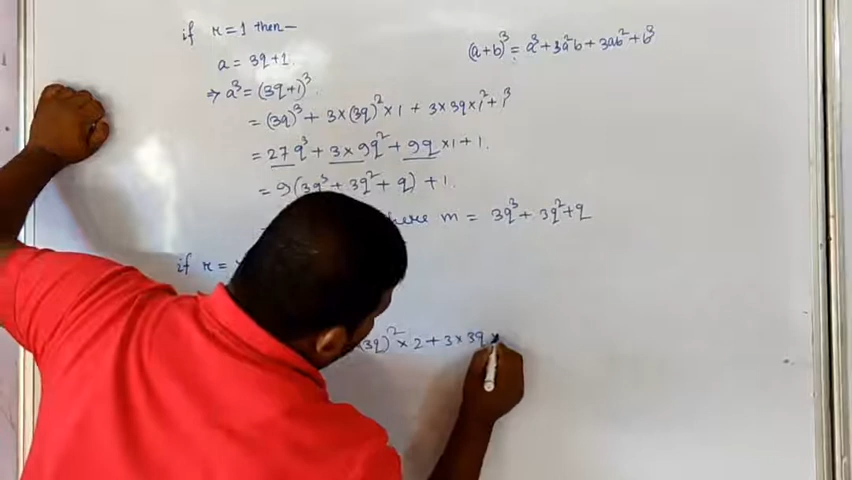 if r=1 then—
(a+b)³ = a³+3a²b+3ab²+b³
a = 3q+1.
⇒ a³ = (3q+1)³
= (3q)³ + 3×(3q)²×1 + 3×3q×1²+1³
= 27q³ + 3×9q² + 9q×1+1.
= 9(3q³+3q²+q) +1.
m = 3q³+3q²+q
if r =
(3q)²×2+3×3q×